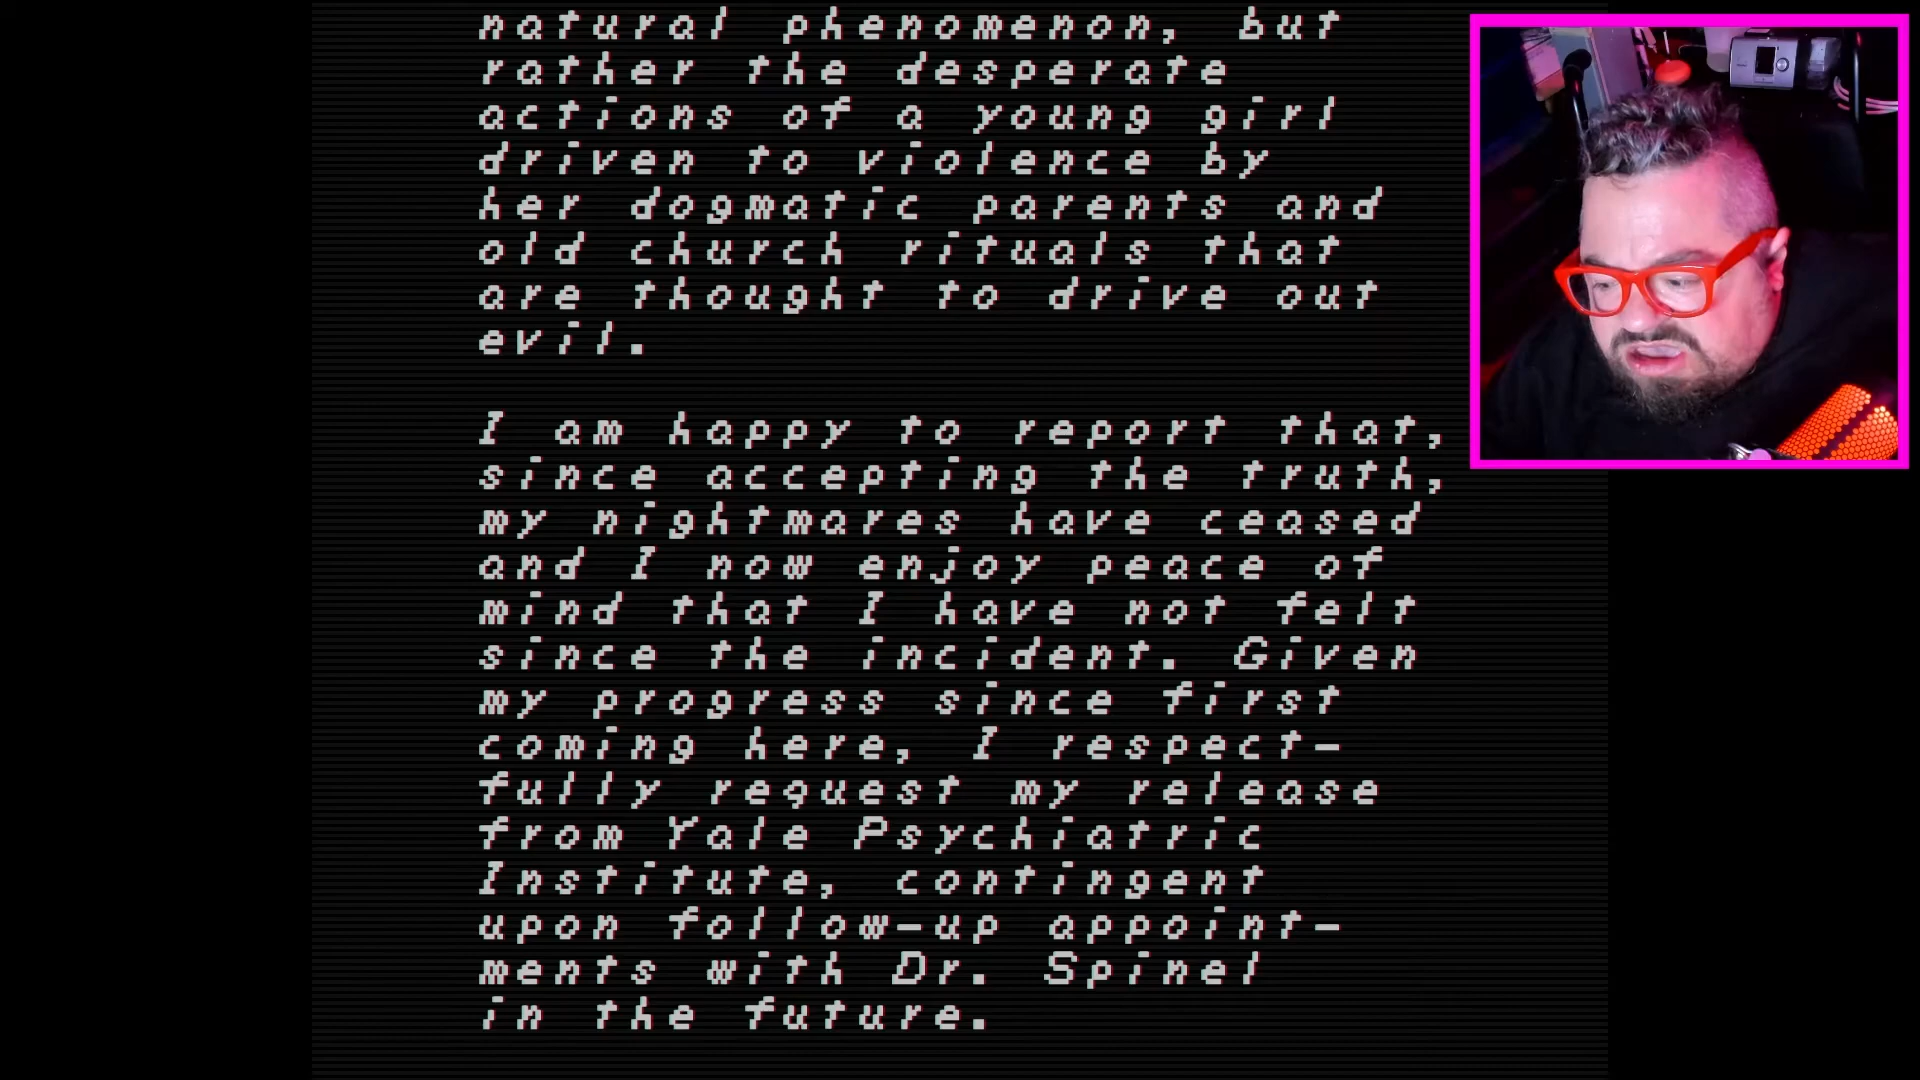 natural phenomenon, but
rather the desperate
actions of a young girl
driven to violence by
her dogmatic parents and
old church rituals that
are thought to drive out
evil.
I am happy to report that,
since accepting the truth,
my nightmares have ceased
and I now enjoy peace of
mind that I have not felt
since the incident. Given
my progress since first
coming here, I respect-
fully request my release
from Yale Psychiatric
Institute, contingent
upon follow-up appoint-
ments with Dr. Spinel
in the future.